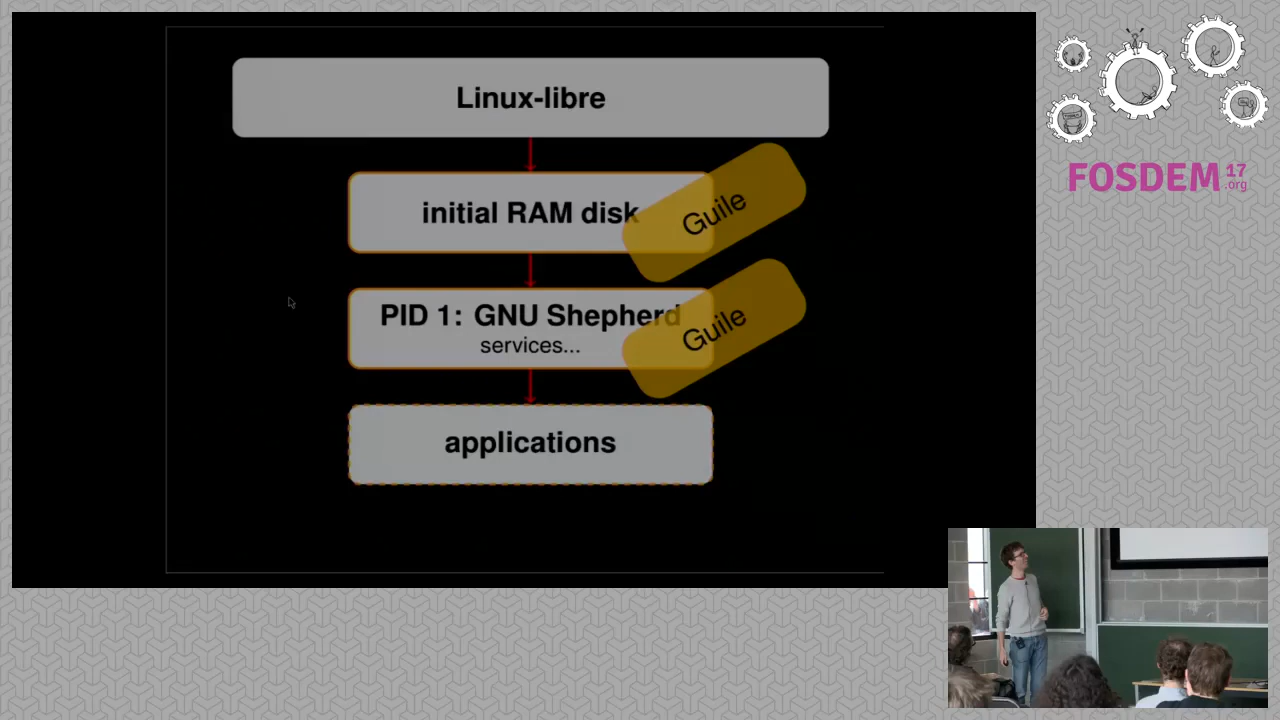 Linux-libre
initial RAM disk
Guile
PID 1: GNU Shepherd
services...
Guile
applications
FOSDEM 17
.org